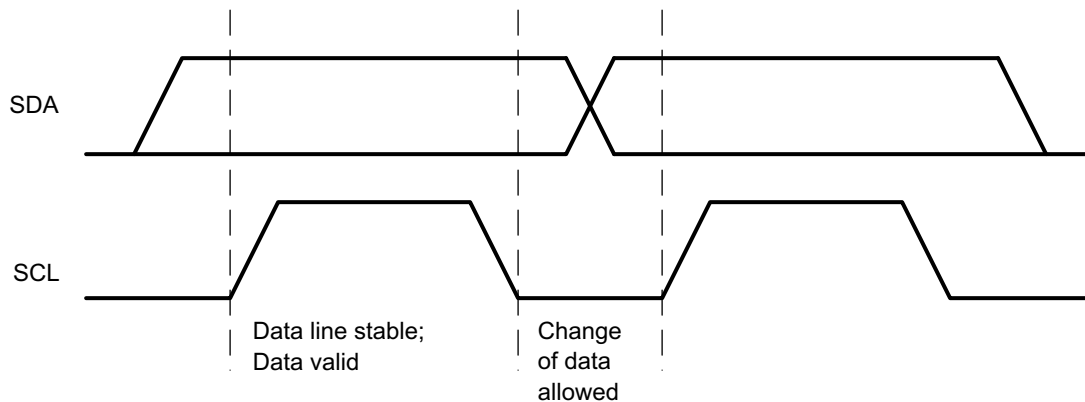 SDA
SCL
Data line stable;
Data valid
Change
of data
allowed